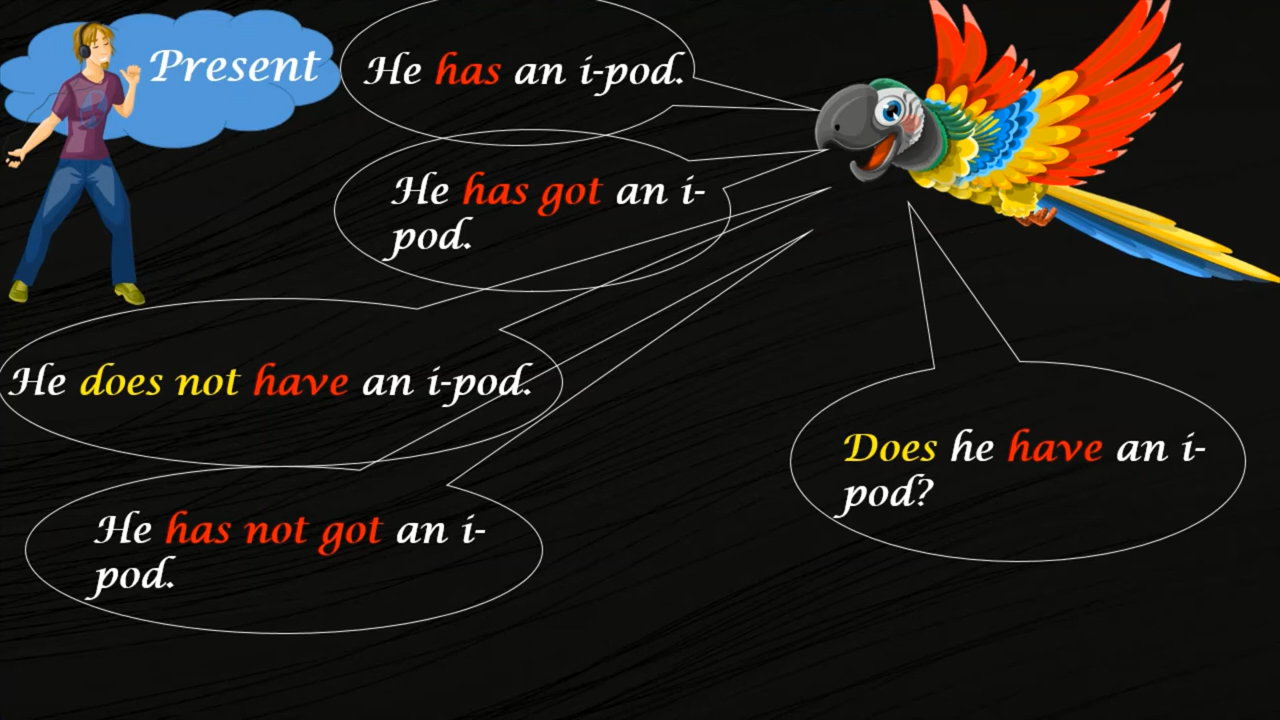 Present
He has an i-pod.
He has got an i-
pod.
He does not have an i-pod.
He has not got an i-
pod.
Does he have an i-
pod?